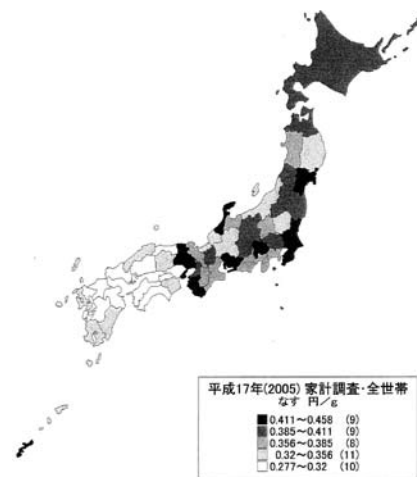 平成17年(2005) 家計調査・全世帯
なす 円/g
0.411～0.458 (9)
0.385～0.411 (9)
0.356～0.385 (8)
0.32～0.356 (11)
0.277～0.32 (10)